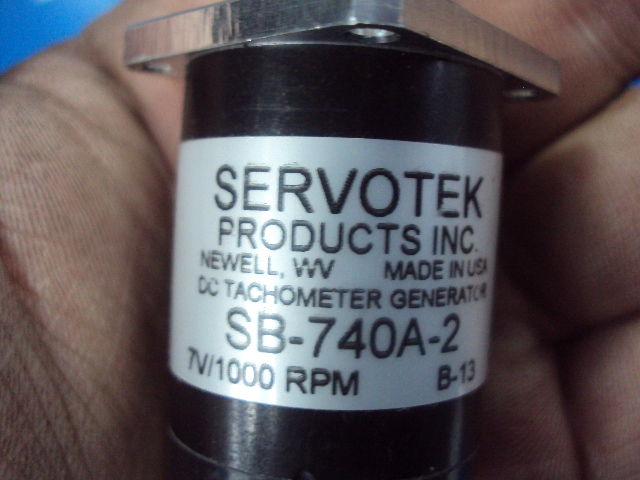 SERVOTEK
PRODUCTS INC.
NEWELL, WV MADE IN USA
DC TACHOMETER GENERATOR
SB-740A-2
7V/1000 RPM B-13